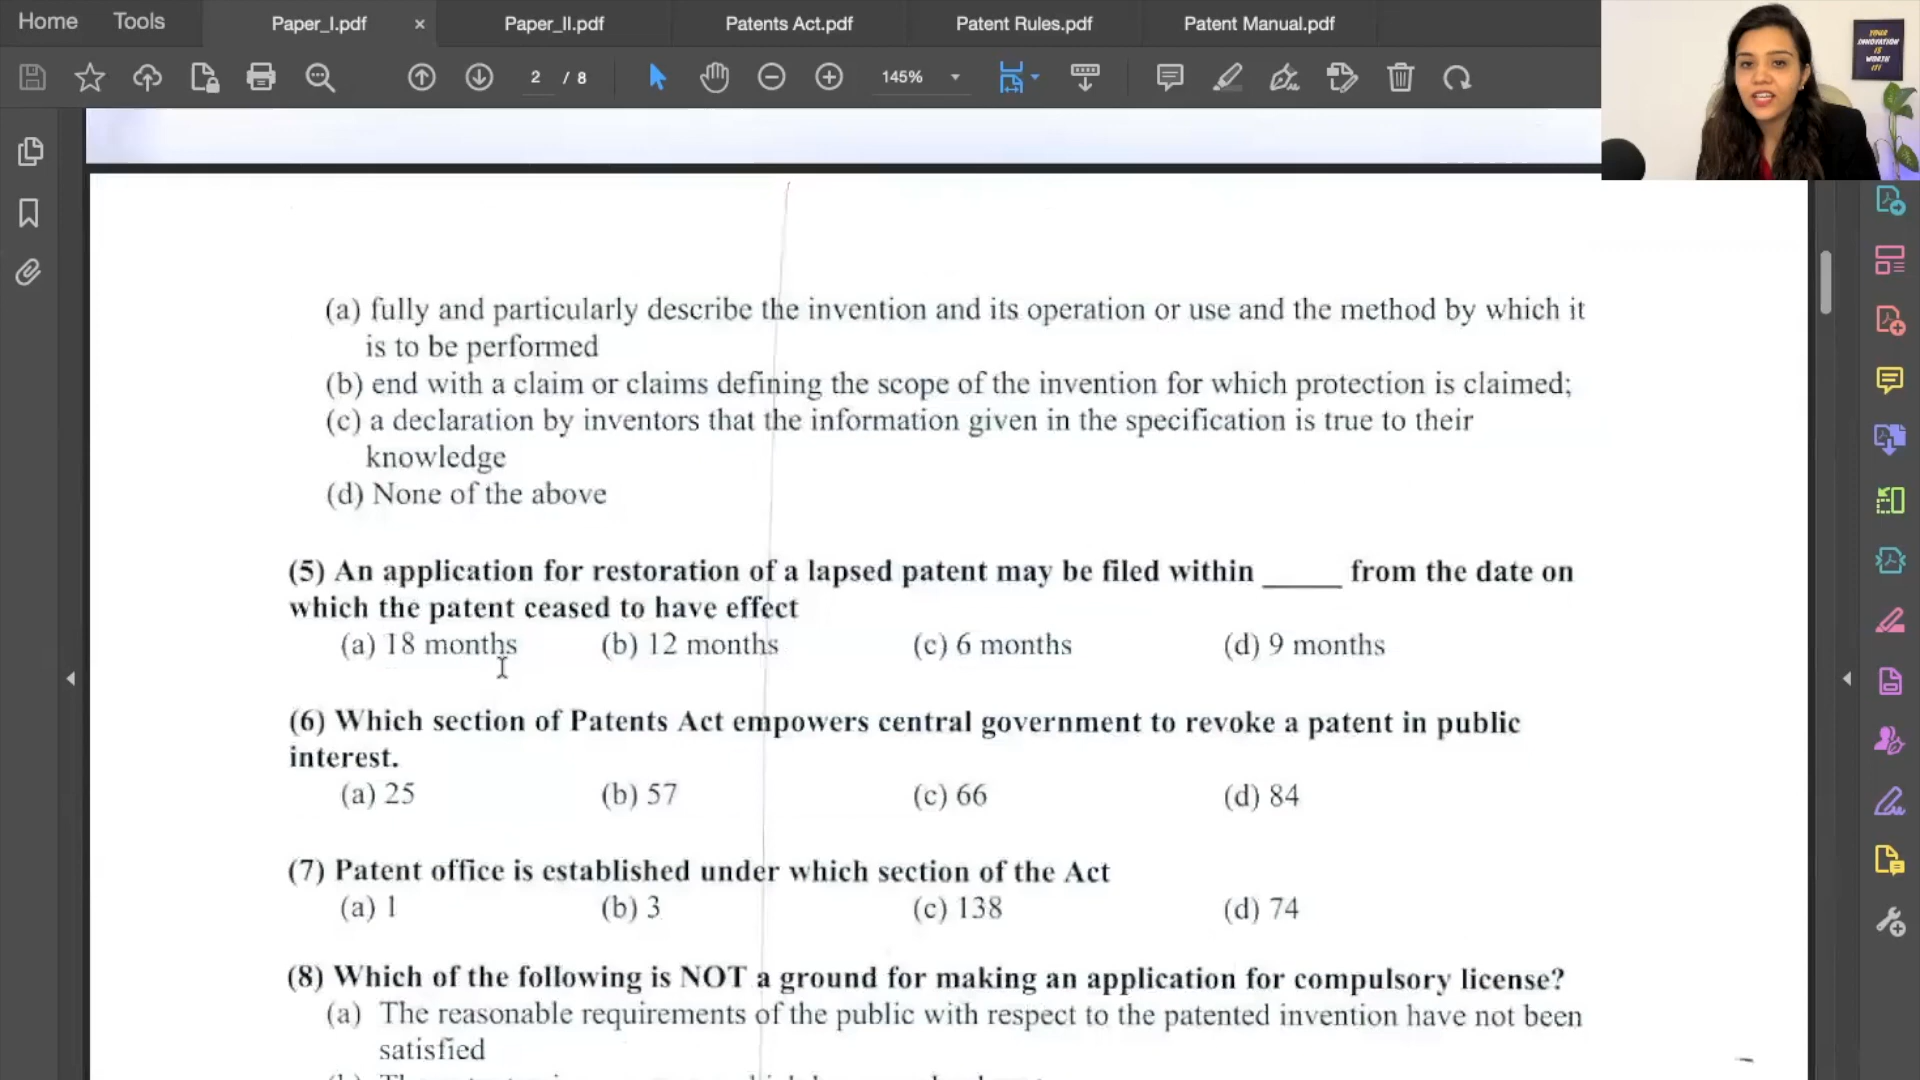 Home Tools Paper_I.pdf × Paper_II.pdf Patents Act.pdf Patent Rules.pdf Patent Manual.pdf
2 / 8 145%
YOUR
INNOVATION
IS
WORTH
IT!
(a) fully and particularly describe the invention and its operation or use and the method by which it
is to be performed
(b) end with a claim or claims defining the scope of the invention for which protection is claimed;
(c) a declaration by inventors that the information given in the specification is true to their
knowledge
(d) None of the above
(5) An application for restoration of a lapsed patent may be filed within _____ from the date on
which the patent ceased to have effect
(a) 18 months (b) 12 months (c) 6 months (d) 9 months
(6) Which section of Patents Act empowers central government to revoke a patent in public
interest.
(a) 25 (b) 57 (c) 66 (d) 84
(7) Patent office is established under which section of the Act
(a) 1 (b) 3 (c) 138 (d) 74
(8) Which of the following is NOT a ground for making an application for compulsory license?
(a) The reasonable requirements of the public with respect to the patented invention have not been
satisfied